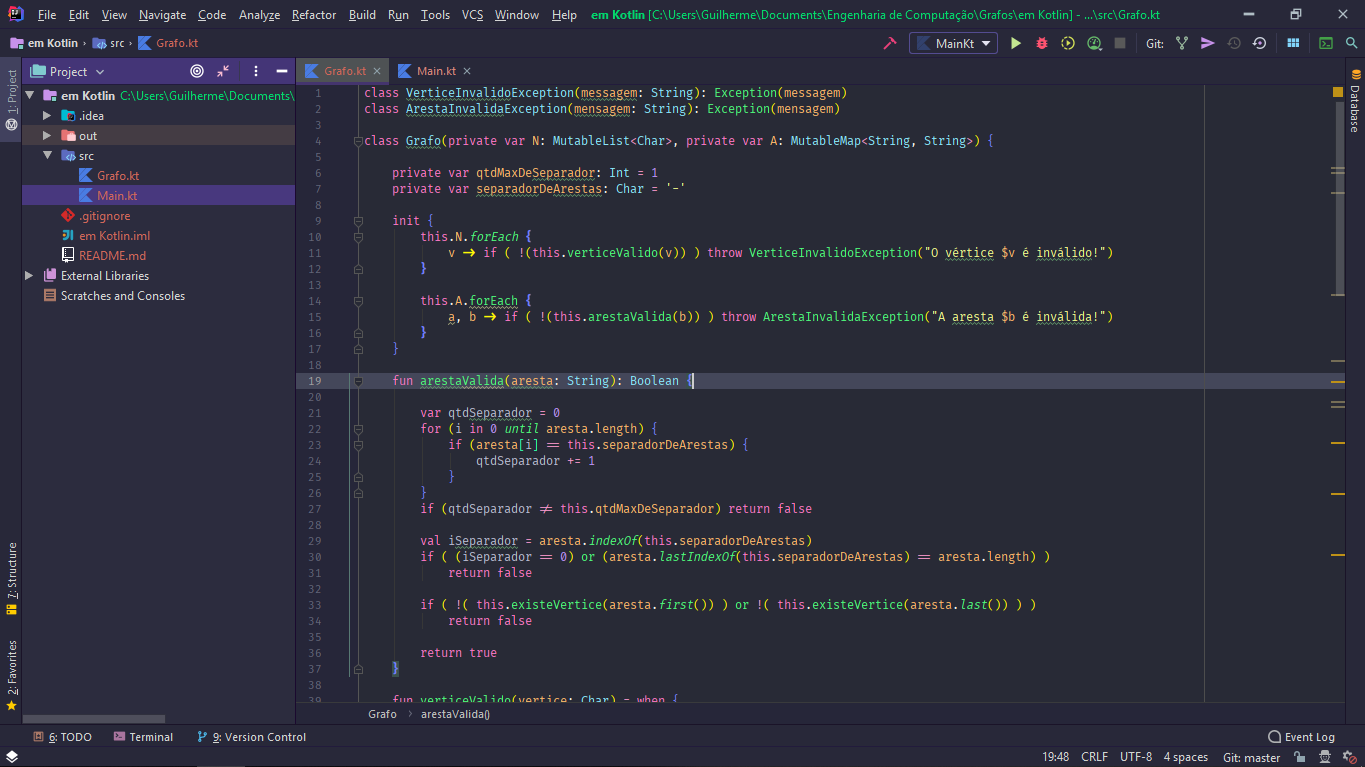 File Edit View Navigate Code Analyze Refactor Build Run Tools VCS Window Help em Kotlin [C:\Users\Guilherme\Documents\Engenharia de Computação\Grafos\em Kotlin] - ...\src\Grafo.kt
em Kotlin › src › Grafo.kt MainKt Git:
1: Project
Project
Grafo.kt × Main.kt ×
em Kotlin C:\Users\Guilherme\Documents\
.idea
out
src
Grafo.kt
Main.kt
.gitignore
em Kotlin.iml
README.md
External Libraries
Scratches and Consoles
7: Structure
2: Favorites
Database
1 class VerticeInvalidoException(messagem: String): Exception(messagem)
2 class ArestaInvalidaException(mensagem: String): Exception(mensagem)
3
4 class Grafo(private var N: MutableList<Char>, private var A: MutableMap<String, String>) {
5
6 private var qtdMaxDeSeparador: Int = 1
7 private var separadorDeArestas: Char = '-'
8
9 init {
10 this.N.forEach {
11 v → if ( !(this.verticeValido(v)) ) throw VerticeInvalidoException("O vértice $v é inválido!")
12 }
13
14 this.A.forEach {
15 a, b → if ( !(this.arestaValida(b)) ) throw ArestaInvalidaException("A aresta $b é inválida!")
16 }
17 }
18
19 fun arestaValida(aresta: String): Boolean {
20
21 var qtdSeparador = 0
22 for (i in 0 until aresta.length) {
23 if (aresta[i] == this.separadorDeArestas) {
24 qtdSeparador += 1
25 }
26 }
27 if (qtdSeparador ≠ this.qtdMaxDeSeparador) return false
28
29 val iSeparador = aresta.indexOf(this.separadorDeArestas)
30 if ( (iSeparador == 0) or (aresta.lastIndexOf(this.separadorDeArestas) == aresta.length) )
31 return false
32
33 if ( !( this.existeVertice(aresta.first()) ) or !( this.existeVertice(aresta.last()) ) )
34 return false
35
36 return true
37 }
38
39 fun verticeValido(vertice: Char) = when {
Grafo › arestaValida()
6: TODO Terminal 9: Version Control Event Log
19:48 CRLF UTF-8 4 spaces Git: master